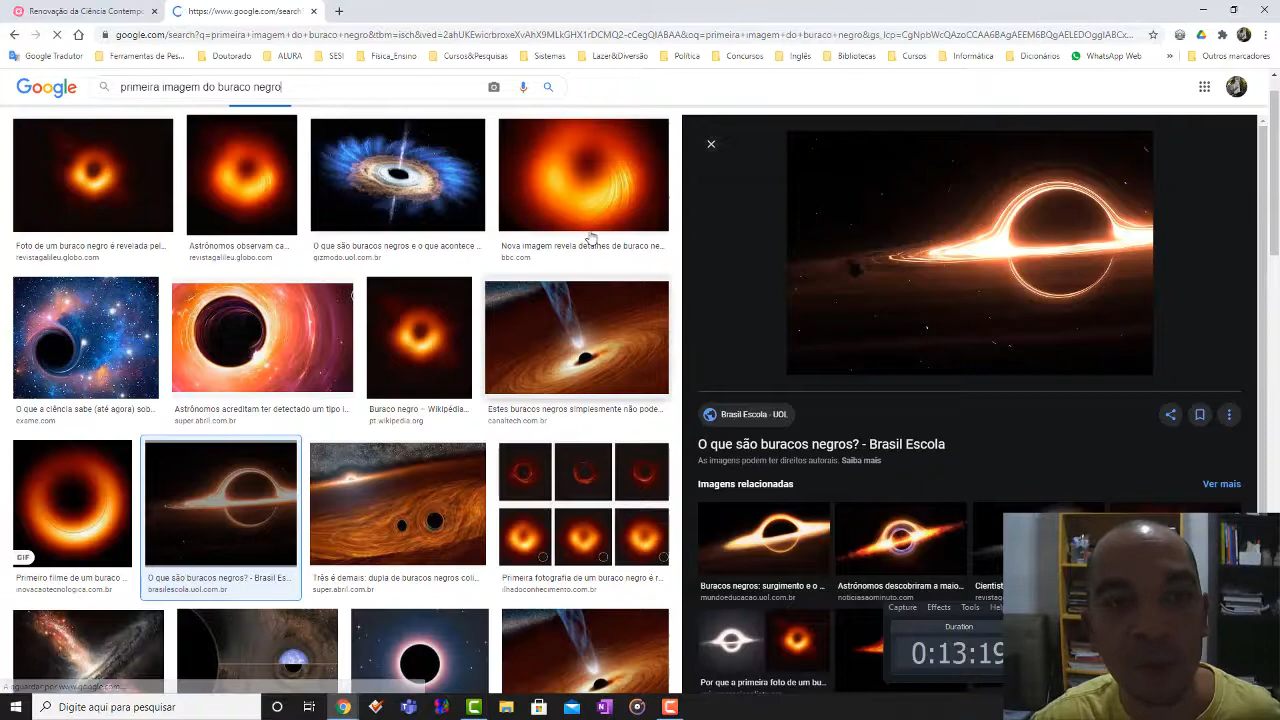 Renovação da Ciência Contemp
https://www.google.com/search?
google.com/search?q=primeira+imagem+do+buraco+negro&tbm=isch&ved=2ahUKEwicrbroxeVahX9MLkGHX1rDCMQ2-cCegQIABAA&oq=primeira+imagem+do+buraco+negro&gs_lcp=CgNpbWcQAzoCCAA6BAgAEEM6BQgAELEDOggIABCx...
Google Tradutor
Ferramentas de Pes...
Doutorado
ALURA
SESI
Física_Ensino
Cursos&Pesquisas
Sistemas
Lazer&Diversão
Política
Concursos
Inglês
Bibliotecas
Cursos
Informática
Dicionários
WhatsApp Web
Outros marcadores
Google
primeira imagem do buraco negro
Foto de um buraco negro é revelada pel...
revistagalileu.globo.com
Astrônomos observam ca...
revistagalileu.globo.com
O que são buracos negros e o que acontece ...
gizmodo.uol.com.br
Nova imagem revela detalhes de buraco ne...
bbc.com
O que a ciência sabe (até agora) sob...
exame.com
Astrônomos acreditam ter detectado um tipo i...
super.abril.com.br
Buraco negro – Wikipédia...
pt.wikipedia.org
Estes buracos negros simplesmente não pode...
canaltech.com.br
GIF
Primeiro filme de um buraco ...
inovacaotecnologica.com.br
O que são buracos negros? - Brasil Es...
brasilescola.uol.com.br
Três é demais: dupla de buracos negros coli...
super.abril.com.br
Primeira fotografia de um buraco negro é r...
ilhadoconhecimento.com.br
Brasil Escola - UOL
O que são buracos negros? - Brasil Escola
As imagens podem ter direitos autorais. Saiba mais
Imagens relacionadas
Ver mais
Buracos negros: surgimento e o ...
mundoeducacao.uol.com.br
Astrônomos descobriram a maio...
noticiasaominuto.com
Cientist
revista
Por que a primeira foto de um bu...
Capture
Effects
Tools
Hel
Duration
0:13:19
A aguardar por www.google.com...
Digite aqui para pesquisar